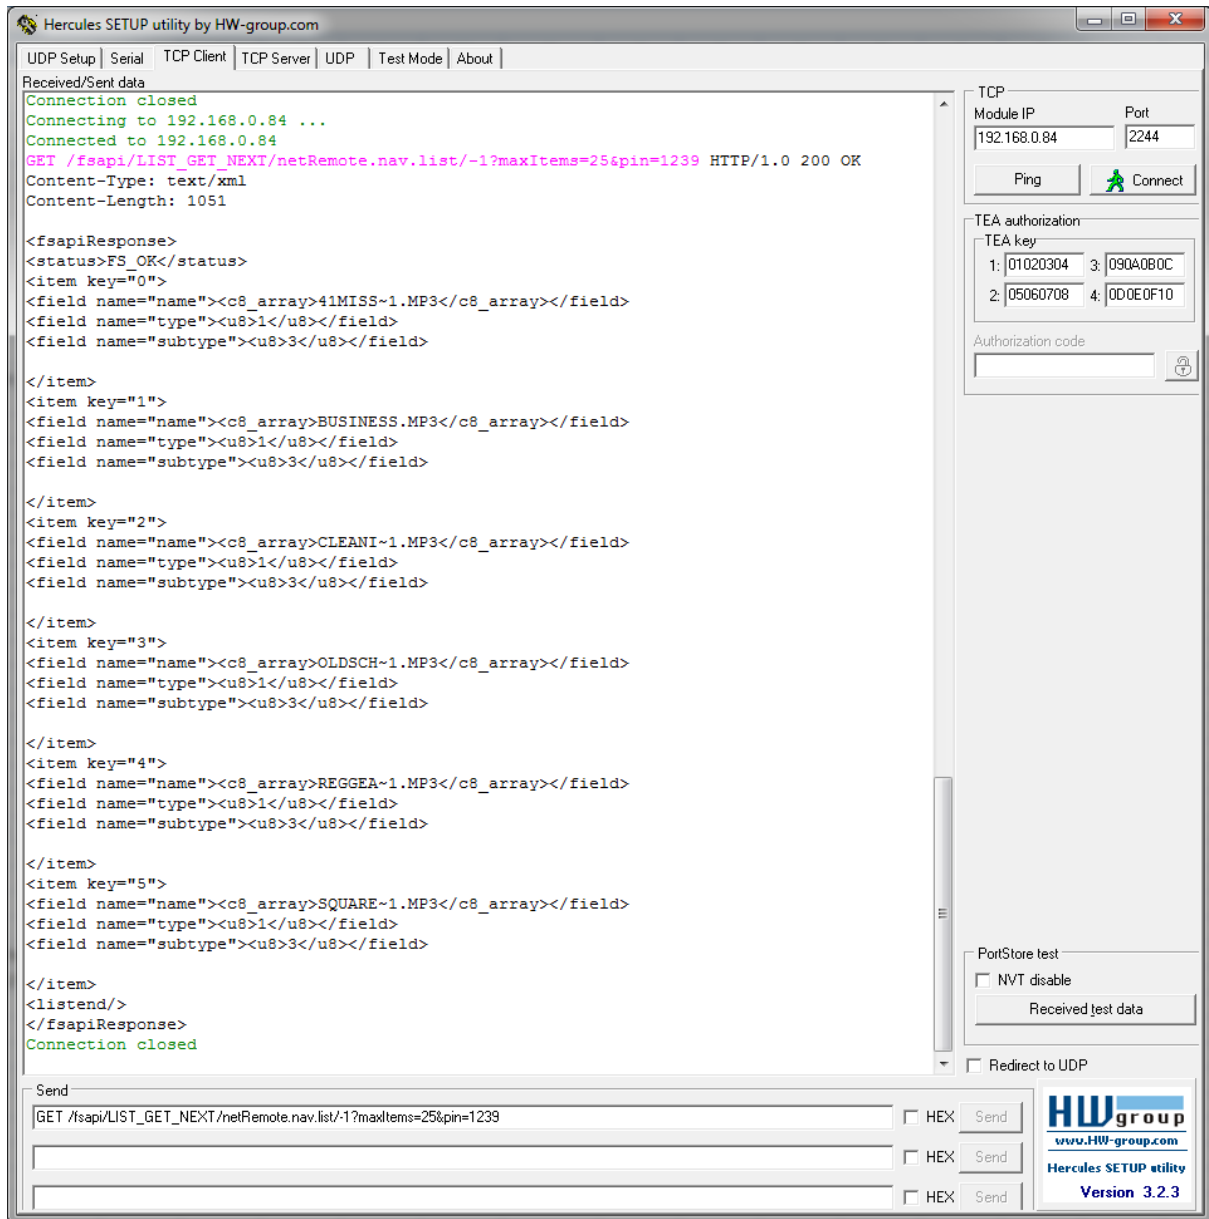 Hercules SETUP utility by HW-group.com
UDP Setup Serial TCP Client TCP Server UDP Test Mode About
Received/Sent data
Connection closed
Connecting to 192.168.0.84 ...
Connected to 192.168.0.84
GET /fsapi/LIST_GET_NEXT/netRemote.nav.list/-1?maxItems=25&pin=1239 HTTP/1.0 200 OK
Content-Type: text/xml
Content-Length: 1051
<fsapiResponse>
<status>FS_OK</status>
<item key="0">
<field name="name"><c8_array>41MISS~1.MP3</c8_array></field>
<field name="type"><u8>1</u8></field>
<field name="subtype"><u8>3</u8></field>
</item>
<item key="1">
<field name="name"><c8_array>BUSINESS.MP3</c8_array></field>
<field name="type"><u8>1</u8></field>
<field name="subtype"><u8>3</u8></field>
</item>
<item key="2">
<field name="name"><c8_array>CLEANI~1.MP3</c8_array></field>
<field name="type"><u8>1</u8></field>
<field name="subtype"><u8>3</u8></field>
</item>
<item key="3">
<field name="name"><c8_array>OLDSCH~1.MP3</c8_array></field>
<field name="type"><u8>1</u8></field>
<field name="subtype"><u8>3</u8></field>
</item>
<item key="4">
<field name="name"><c8_array>REGGEA~1.MP3</c8_array></field>
<field name="type"><u8>1</u8></field>
<field name="subtype"><u8>3</u8></field>
</item>
<item key="5">
<field name="name"><c8_array>SQUARE~1.MP3</c8_array></field>
<field name="type"><u8>1</u8></field>
<field name="subtype"><u8>3</u8></field>
</item>
<listend/>
</fsapiResponse>
Connection closed
TCP
Module IP Port
192.168.0.84 2244
Ping Connect
TEA authorization
TEA key
1: 01020304 3: 090A0B0C
2: 05060708 4: 0D0E0F10
Authorization code
PortStore test
NVT disable
Received test data
Redirect to UDP
Send
GET /fsapi/LIST_GET_NEXT/netRemote.nav.list/-1?maxItems=25&pin=1239 HEX Send
HEX Send
HEX Send
HW group
www.HW-group.com
Hercules SETUP utility
Version 3.2.3